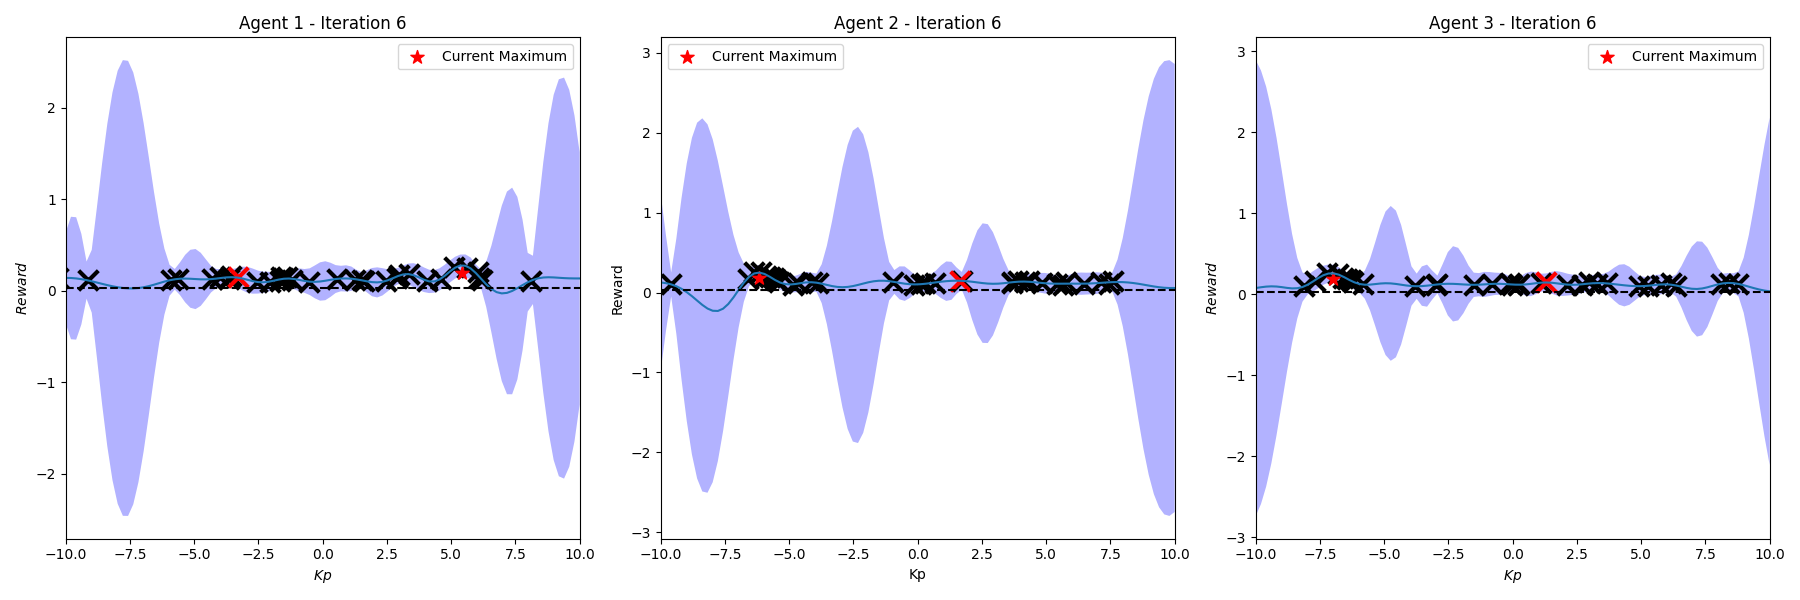 Agent 1 - Iteration 6
Current Maximum
Reward
2
1
0
−1
−2
−10.0 −7.5 −5.0 −2.5 0.0 2.5 5.0 7.5 10.0
Kp
Agent 2 - Iteration 6
Current Maximum
Reward
3
2
1
0
−1
−2
−3
−10.0 −7.5 −5.0 −2.5 0.0 2.5 5.0 7.5 10.0
Kp
Agent 3 - Iteration 6
Current Maximum
Reward
3
2
1
0
−1
−2
−3
−10.0 −7.5 −5.0 −2.5 0.0 2.5 5.0 7.5 10.0
Kp